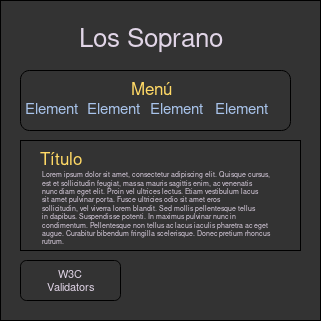 Los Soprano
Menú
Element Element Element Element
Título
Lorem ipsum dolor sit amet, consectetur adipiscing elit. Quisque cursus,
est et sollicitudin feugiat, massa mauris sagittis enim, ac venenatis
nunc diam eget elit. Proin vel ultrices lectus. Etiam vestibulum lacus
sit amet pulvinar porta. Fusce ultricies odio sit amet eros
sollicitudin, vel viverra lorem blandit. Sed mollis pellentesque tellus
in dapibus. Suspendisse potenti. In maximus pulvinar nunc in
condimentum. Pellentesque non tellus ac lacus iaculis pharetra ac eget
augue. Curabitur bibendum fringilla scelerisque. Donec pretium rhoncus
rutrum.
W3C
Validators